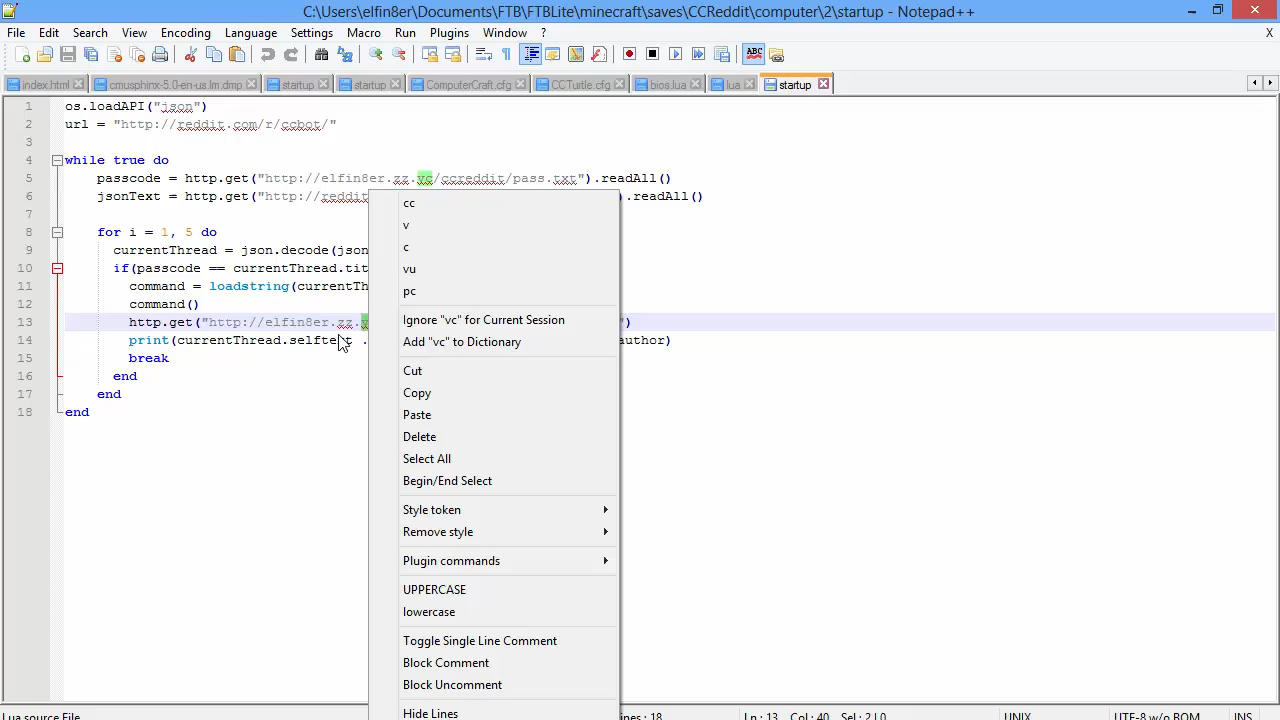 C:\Users\elfin8er\Documents\FTB\FTBLite\minecraft\saves\CCReddit\computer\2\startup - Notepad++
File Edit Search View Encoding Language Settings Macro Run Plugins Window ? X
index.html cmusphinx-5.0-en-us.lm.dmp startup startup ComputerCraft.cfg CCTurtle.cfg bios.lua lua startup
1 os.loadAPI("json")
2 url = "http://reddit.com/r/ccbot/"
3
4 while true do
5 passcode = http.get("http://elfin8er.zz.vc/ccreddit/pass.txt").readAll()
6 jsonText = http.get("http://reddit ).readAll()
7
8 for i = 1, 5 do
9 currentThread = json.decode(json
10 if(passcode == currentThread.tit
11 command = loadstring(currentTh
12 command()
13 http.get("http://elfin8er.zz. ")
14 print(currentThread.selftext . author)
15 break
16 end
17 end
18 end
cc
v
c
vu
pc
Ignore "vc" for Current Session
Add "vc" to Dictionary
Cut
Copy
Paste
Delete
Select All
Begin/End Select
Style token
Remove style
Plugin commands
UPPERCASE
lowercase
Toggle Single Line Comment
Block Comment
Block Uncomment
Hide Lines
Lua source File nes : 18 Ln : 13 Col : 40 Sel : 2 | 0 UNIX UTF-8 w/o BOM INS